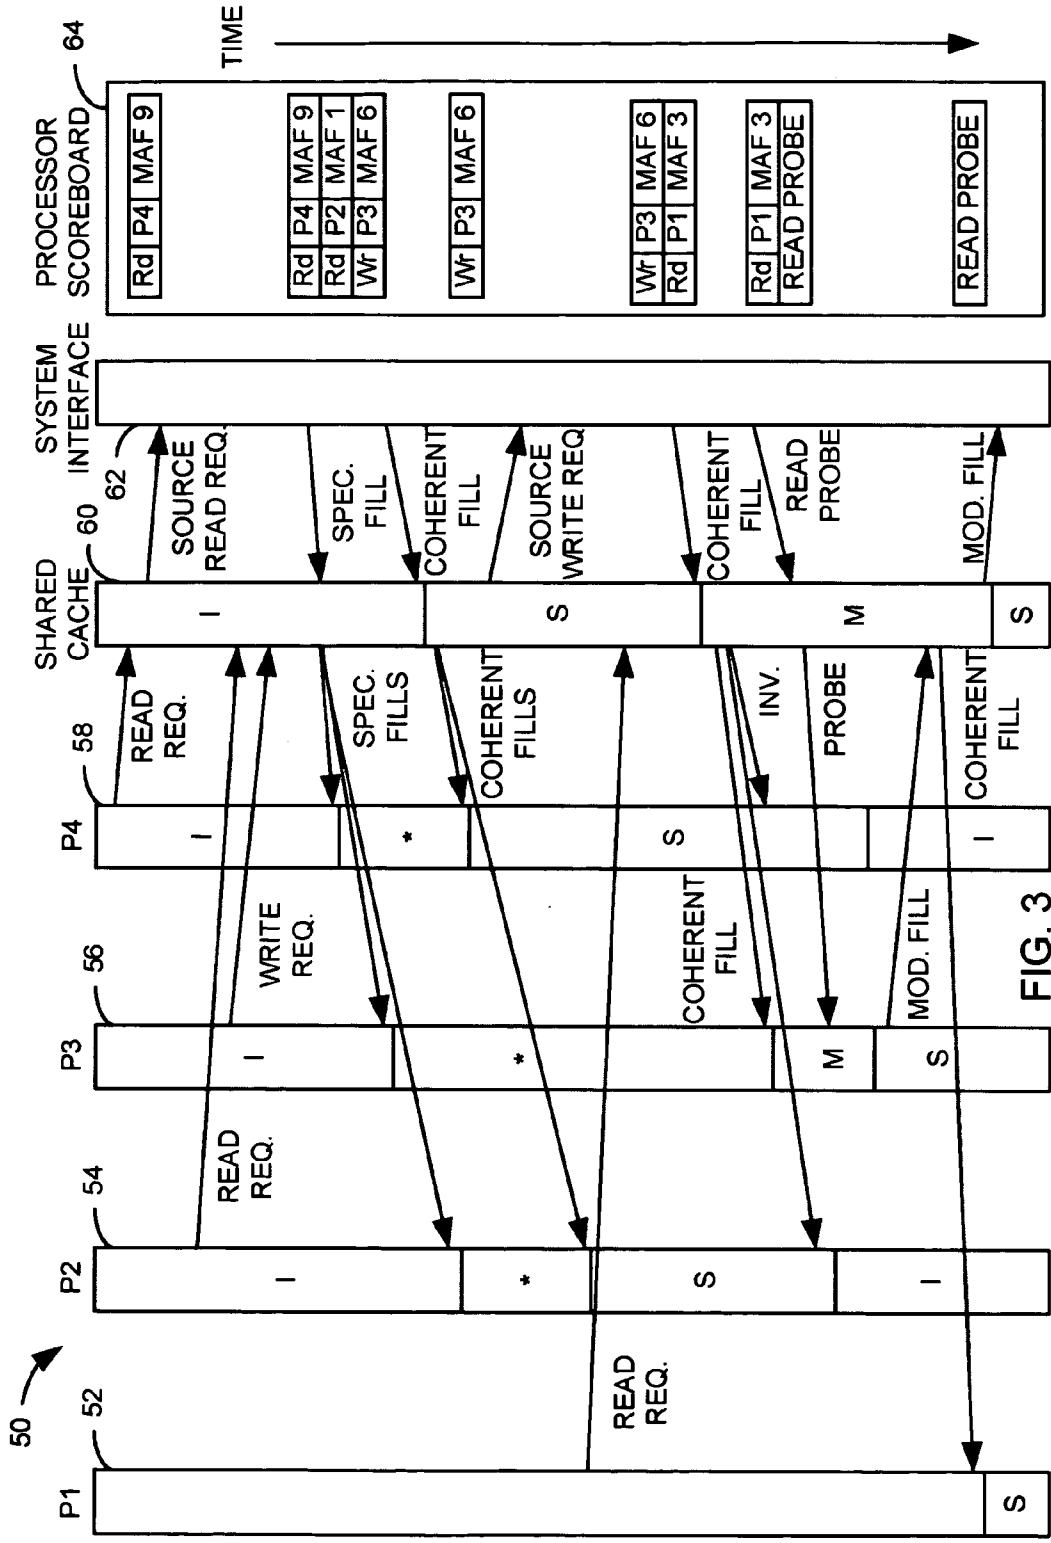 50
P1
52
P2
54
P3
56
P4
58
SHARED
CACHE
60
SYSTEM
INTERFACE
62
PROCESSOR
SCOREBOARD
64
TIME
READ
REQ.
SOURCE
READ REQ.
Rd P4 MAF 9
READ
REQ.
WRITE
REQ.
I
I
I
I
SPEC.
FILL
SPEC.
FILLS
Rd P4 MAF 9
Rd P2 MAF 1
Wr P3 MAF 6
COHERENT
FILL
COHERENT
FILLS
*
*
*
Wr P3 MAF 6
SOURCE
WRITE REQ.
S
READ
REQ.
Wr P3 MAF 6
Rd P1 MAF 3
S
S
COHERENT
FILL
COHERENT
FILL
INV.
READ
PROBE
Rd P1 MAF 3
READ PROBE
PROBE
M
M
MOD. FILL
S
I
I
MOD. FILL
READ PROBE
COHERENT
FILL
S
S
FIG. 3